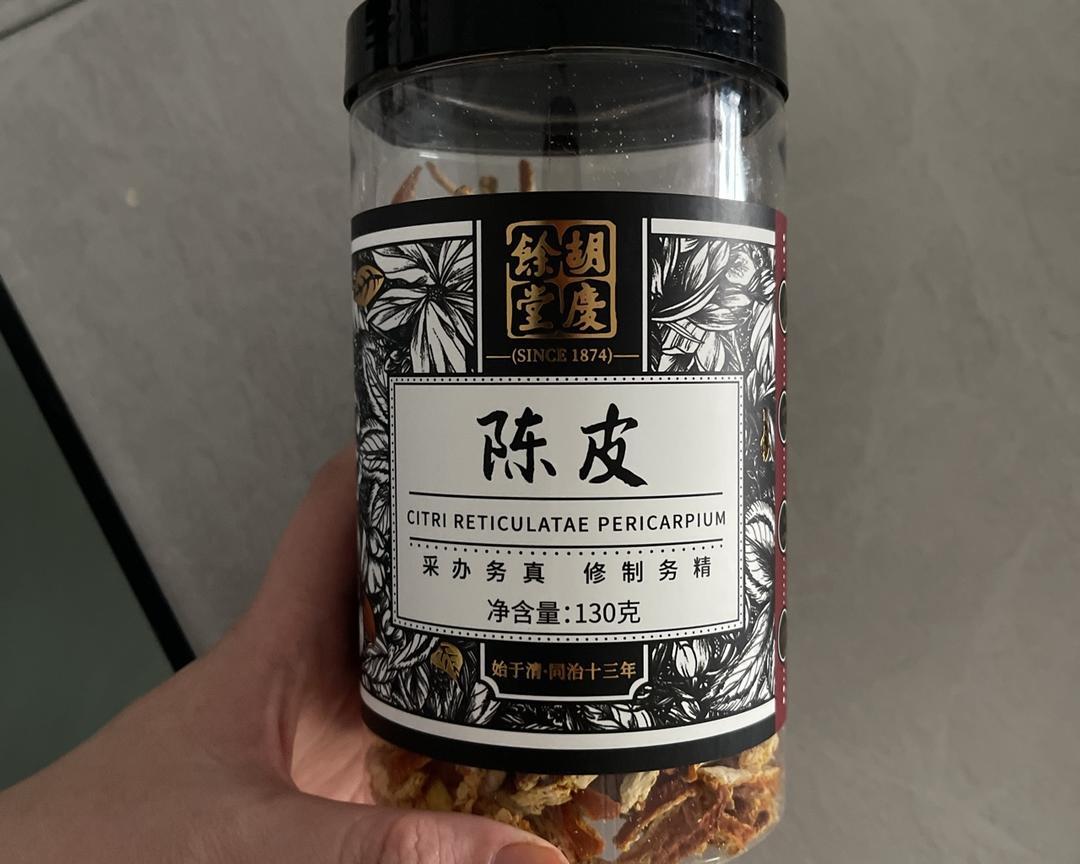 胡慶
餘堂
(SINCE 1874)
陈皮
CITRI RETICULATAE PERICARPIUM
采办务真 修制务精
净含量:130克
始于清·同治十三年